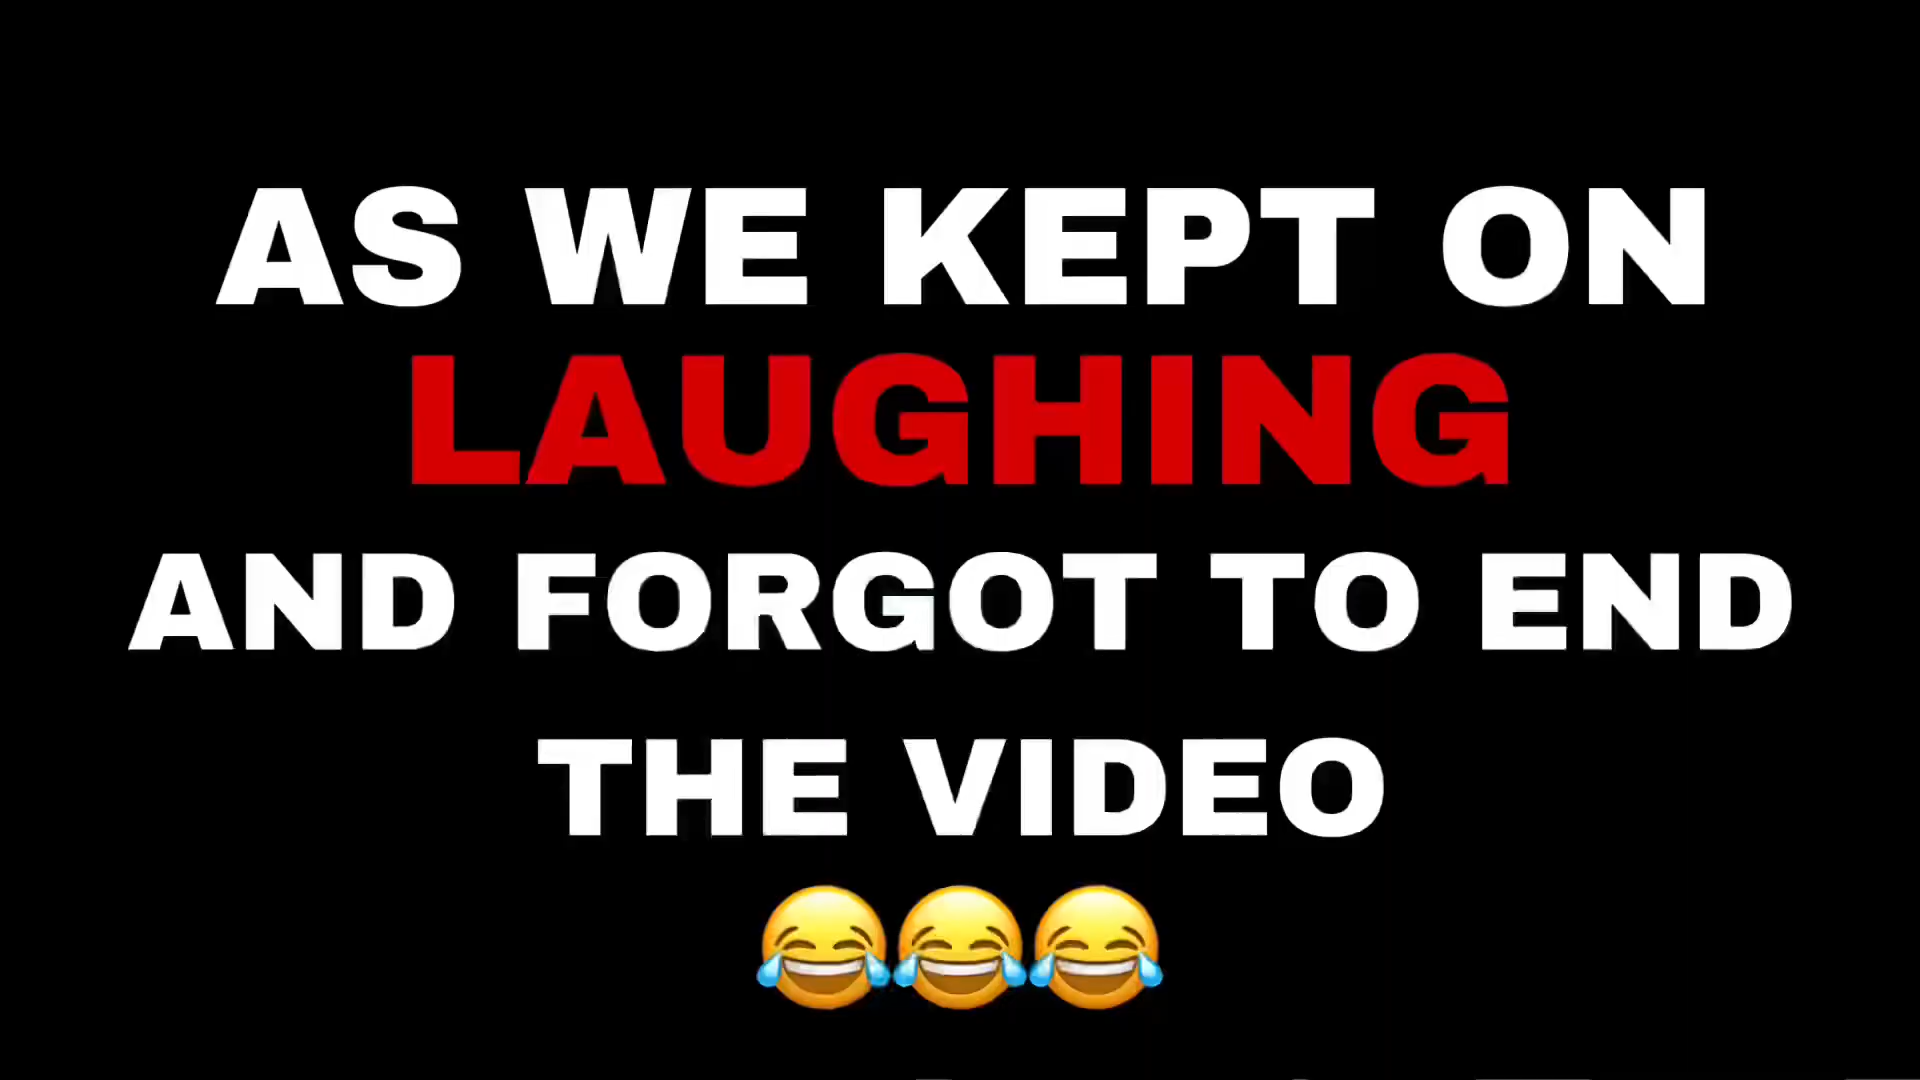 AS WE KEPT ON
LAUGHING
AND FORGOT TO END
THE VIDEO
😂😂😂